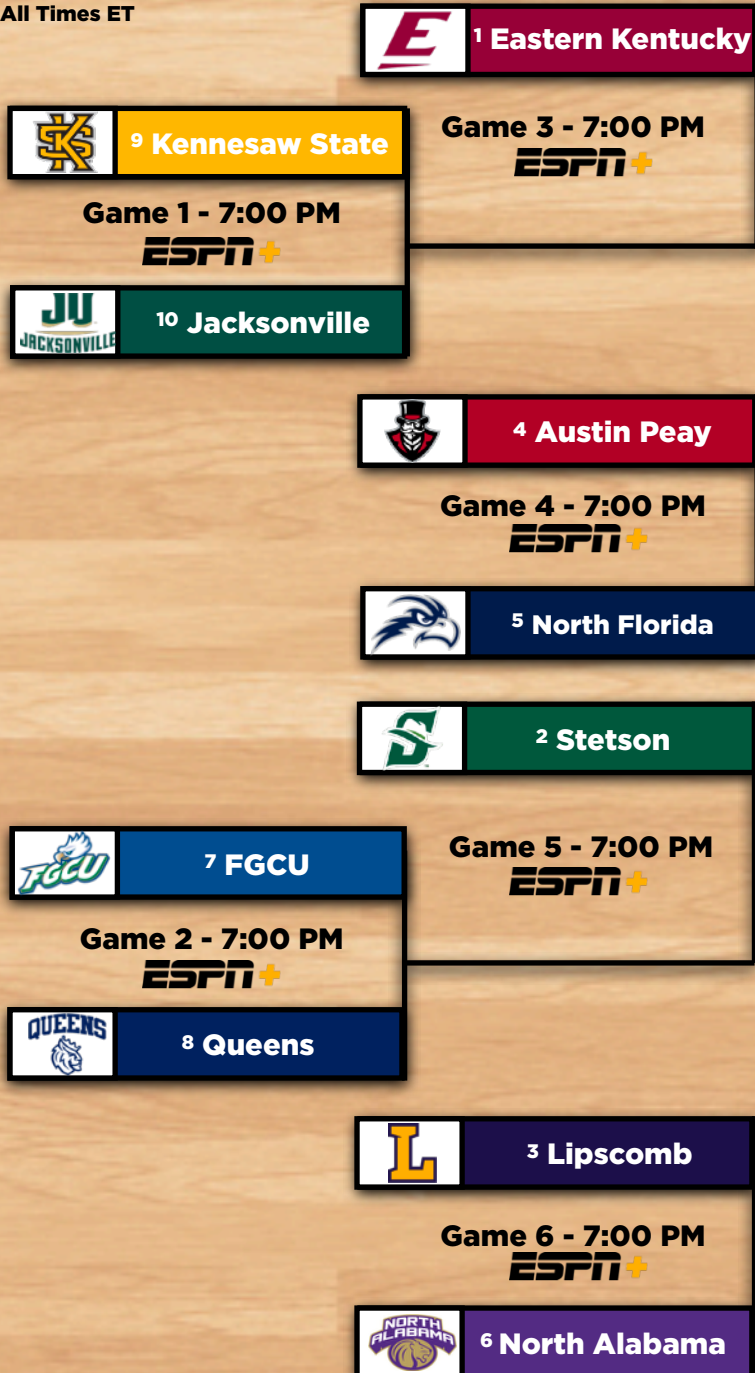 All Times ET
1 Eastern Kentucky
Game 3 - 7:00 PM
ESPN+
9 Kennesaw State
KS
Game 1 - 7:00 PM
ESPN+
JU
JACKSONVILLE
10 Jacksonville
4 Austin Peay
Game 4 - 7:00 PM
ESPN+
5 North Florida
S
2 Stetson
Game 5 - 7:00 PM
ESPN+
FGCU
7 FGCU
Game 2 - 7:00 PM
ESPN+
QUEENS
8 Queens
L
3 Lipscomb
Game 6 - 7:00 PM
ESPN+
NORTH
ALABAMA
6 North Alabama
E